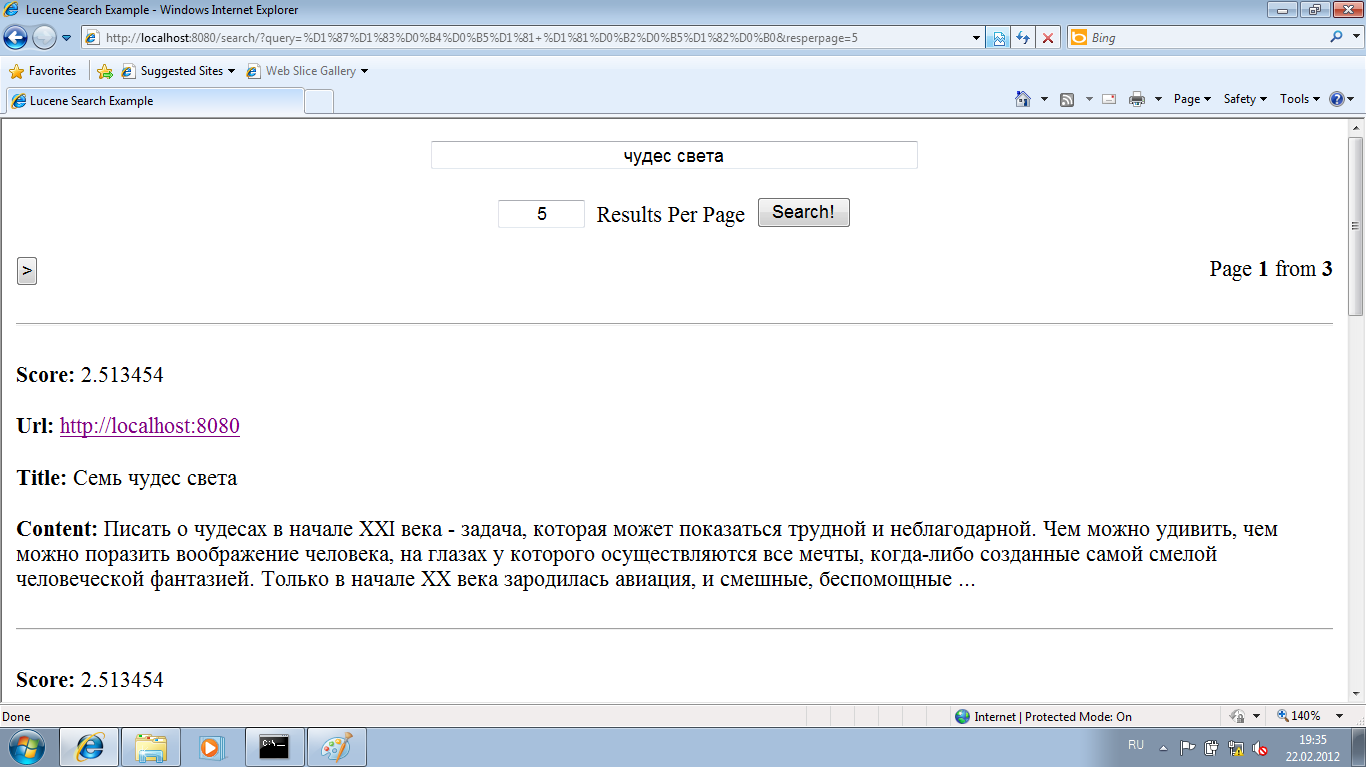 Lucene Search Example - Windows Internet Explorer
http://localhost:8080/search/?query=%D1%87%D1%83%D0%B4%D0%B5%D1%81+%D1%81%D0%B2%D0%B5%D1%82%D0%B0&resperpage=5
Bing
Favorites Suggested Sites Web Slice Gallery
Lucene Search Example
Page Safety Tools
чудес света
5 Results Per Page Search!
> Page 1 from 3
Score: 2.513454
Url: http://localhost:8080
Title: Семь чудес света
Content: Писать о чудесах в начале XXI века - задача, которая может показаться трудной и неблагодарной. Чем можно удивить, чем
можно поразить воображение человека, на глазах у которого осуществляются все мечты, когда-либо созданные самой смелой
человеческой фантазией. Только в начале XX века зародилась авиация, и смешные, беспомощные ...
Score: 2.513454
Done Internet | Protected Mode: On 140%
C:\_
RU 19:35
22.02.2012